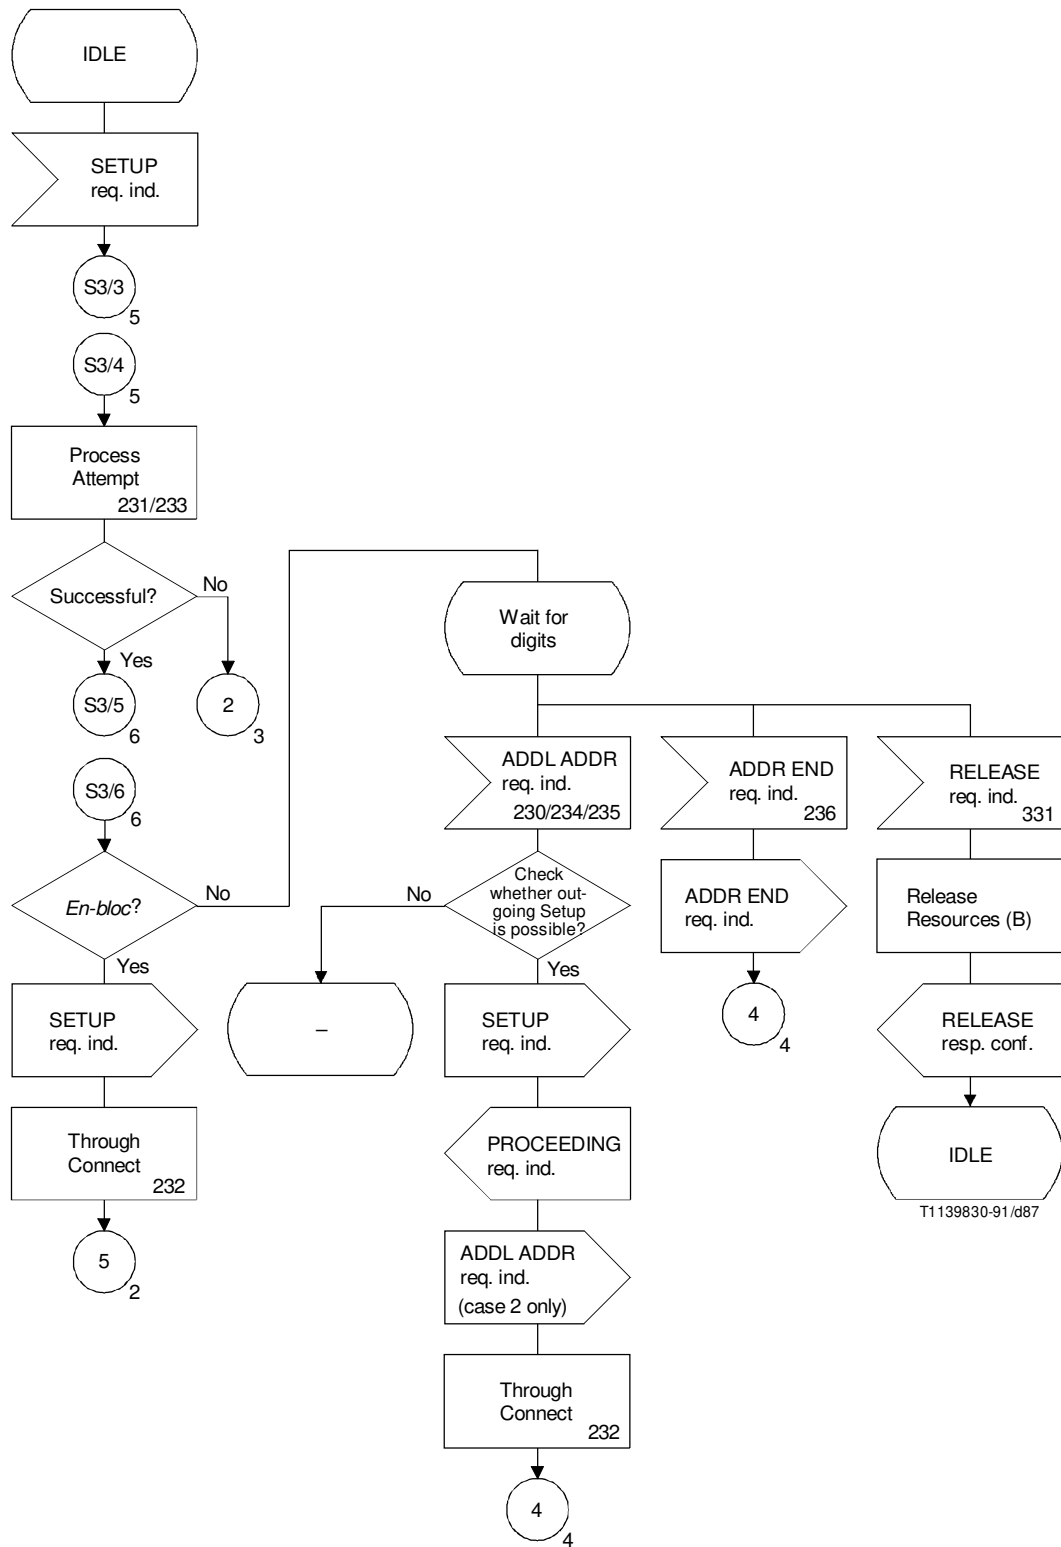 IDLE
SETUP
req. ind.
S3/3
5
S3/4
5
Process
Attempt
231/233
Successful?
No
Yes
S3/5
6
2
3
S3/6
6
En-bloc?
No
Yes
SETUP
req. ind.
Through
Connect
232
5
2
Wait for
digits
ADDL ADDR
req. ind.
230/234/235
Check
whether out-
going Setup
is possible?
No
–
Yes
SETUP
req. ind.
PROCEEDING
req. ind.
ADDL ADDR
req. ind.
(case 2 only)
Through
Connect
232
4
4
ADDR END
req. ind.
236
ADDR END
req. ind.
4
4
RELEASE
req. ind.
331
Release
Resources (B)
RELEASE
resp. conf.
IDLE
T1139830-91/d87